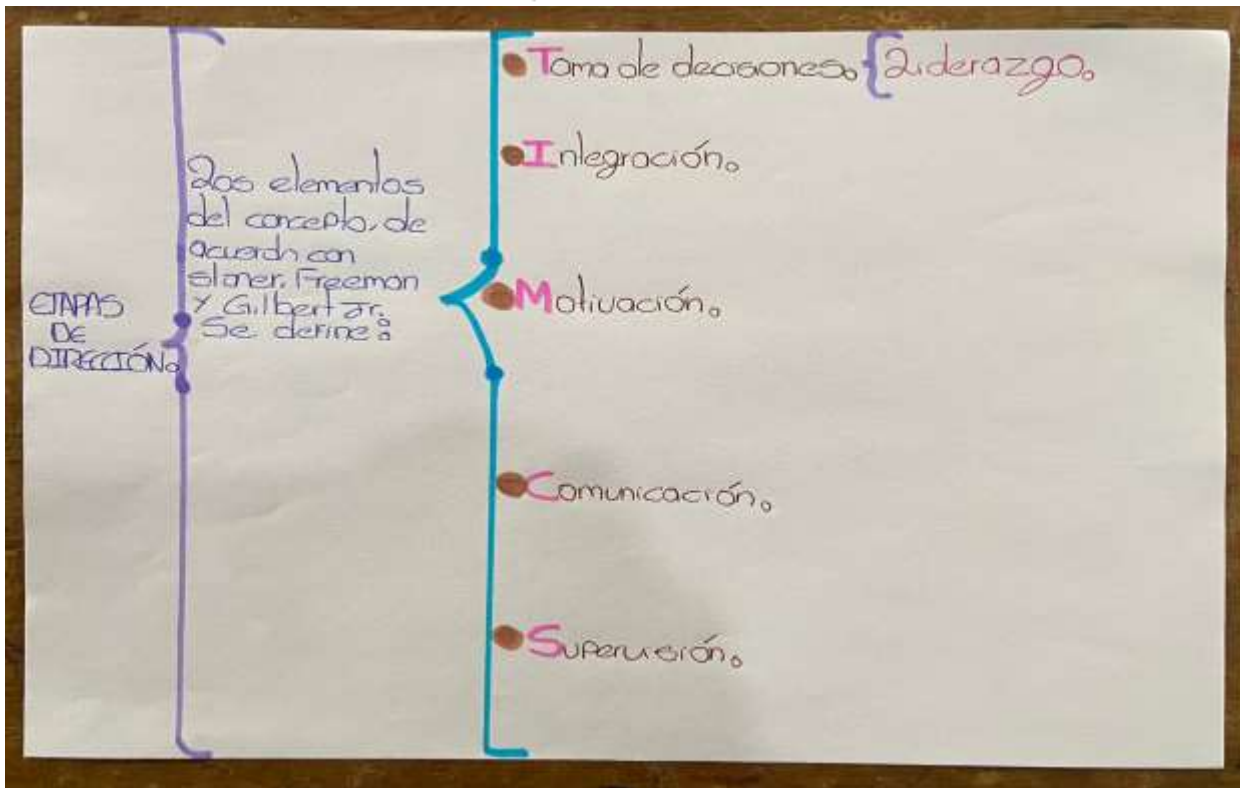 ETAPAS
DE
DIRECCIÓN.
Los elementos
del concepto, de
acuerdo con
Stoner, Freeman
y Gilbert Jr.
Se define:
Toma de decisiones. Liderazgo.
Integración.
Motivación.
Comunicación.
Supervisión.